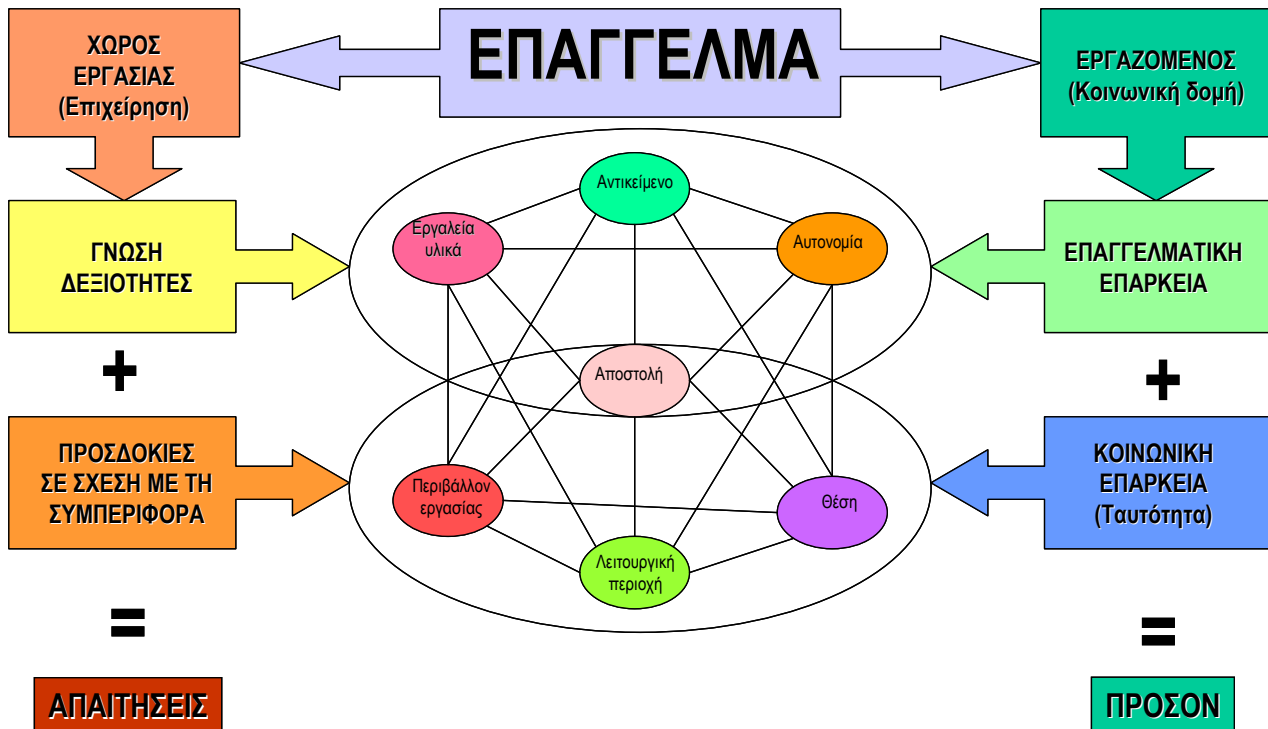 ΕΠΑΓΓΕΛΜΑ
ΧΩΡΟΣ
ΕΡΓΑΣΙΑΣ
(Επιχείρηση)
ΕΡΓΑΖΟΜΕΝΟΣ
(Κοινωνική δομή)
ΓΝΩΣΗ
ΔΕΞΙΟΤΗΤΕΣ
+
ΠΡΟΣΔΟΚΙΕΣ
ΣΕ ΣΧΕΣΗ ΜΕ ΤΗ
ΣΥΜΠΕΡΙΦΟΡΑ
=
ΑΠΑΙΤΗΣΕΙΣ
Αντικείμενο
Εργαλεία
υλικά
Αυτονομία
Αποστολή
Περιβάλλον
εργασίας
Θέση
Λειτουργική
περιοχή
ΕΠΑΓΓΕΛΜΑΤΙΚΗ
ΕΠΑΡΚΕΙΑ
+
ΚΟΙΝΩΝΙΚΗ
ΕΠΑΡΚΕΙΑ
(Ταυτότητα)
=
ΠΡΟΣΟΝ